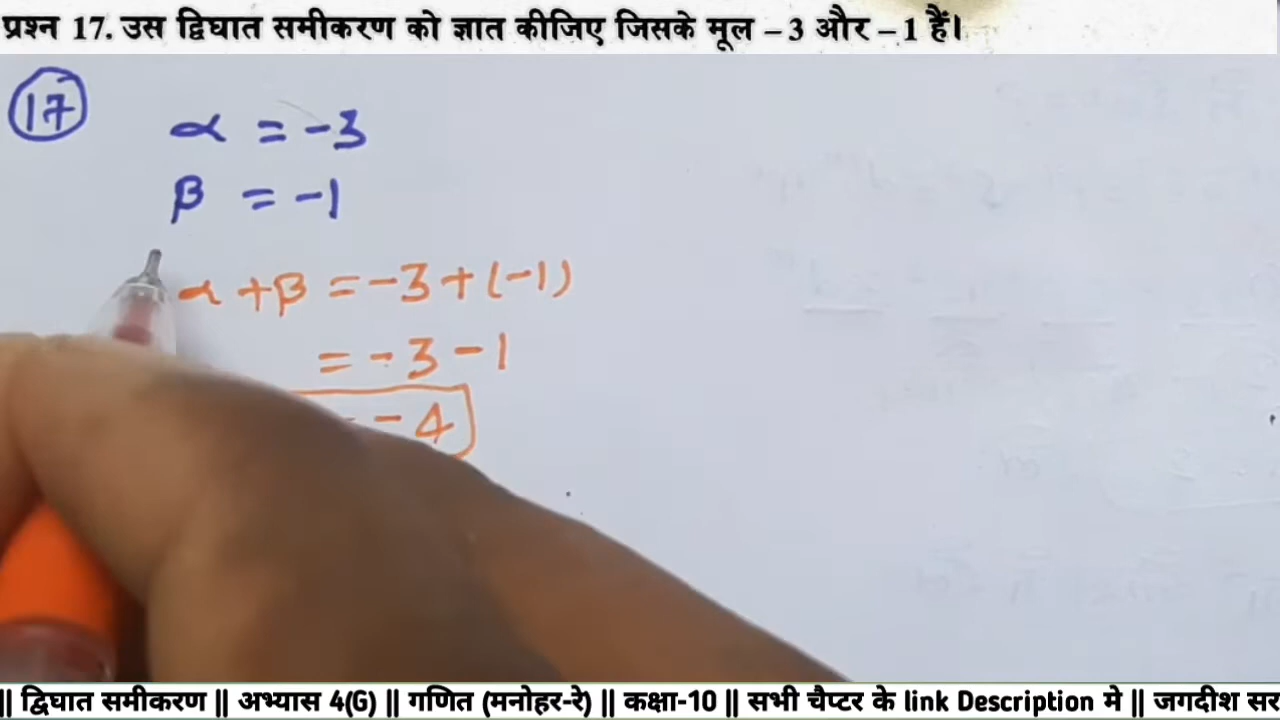 प्रश्न 17. उस द्विघात समीकरण को ज्ञात कीजिए जिसके मूल – 3 और – 1 हैं।
17
α = -3
β = -1
α + β = -3 + (-1)
= -3 - 1
= -4
|| द्विघात समीकरण || अभ्यास 4(G) || गणित (मनोहर-रे) || कक्षा-10 || सभी चैप्टर के link Description मे || जगदीश सर